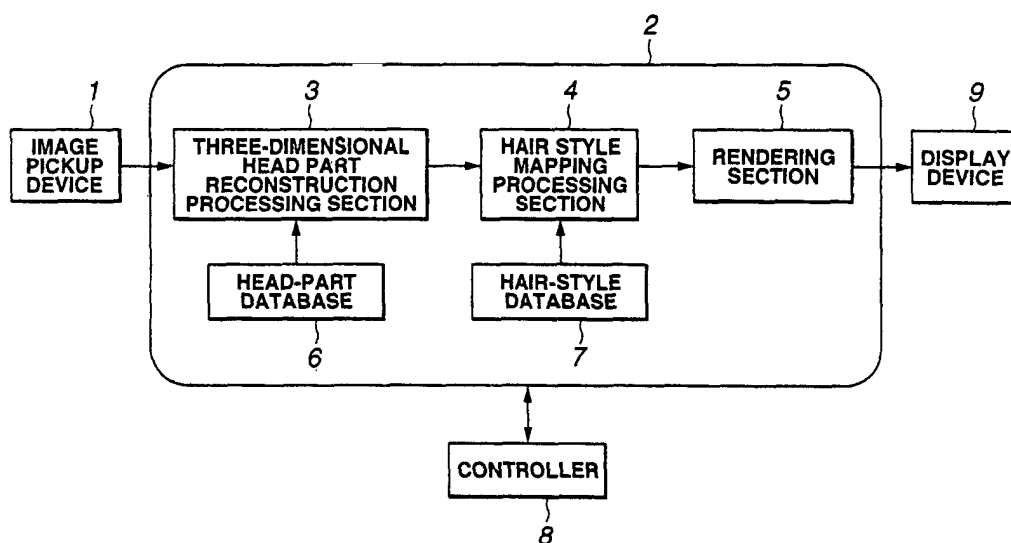 2
1
IMAGE
PICKUP
DEVICE
3
THREE-DIMENSIONAL
HEAD PART
RECONSTRUCTION
PROCESSING SECTION
4
HAIR STYLE
MAPPING
PROCESSING
SECTION
5
RENDERING
SECTION
9
DISPLAY
DEVICE
HEAD-PART
DATABASE
6
HAIR-STYLE
DATABASE
7
CONTROLLER
8